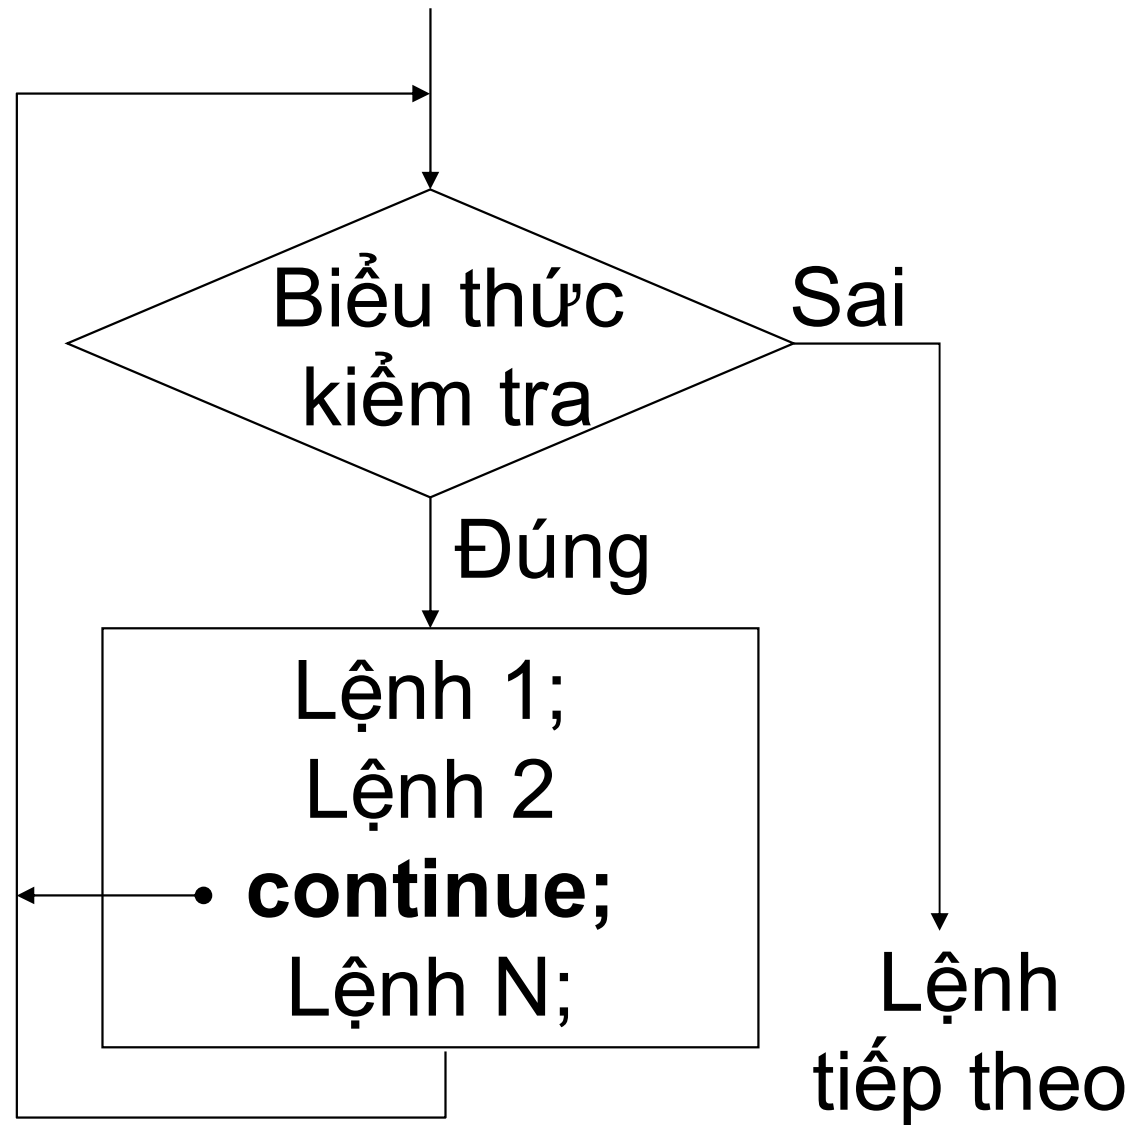 Biểu thức
kiểm tra
Sai
Đúng
Lệnh 1;
Lệnh 2
continue;
Lệnh N;
Lệnh
tiếp theo